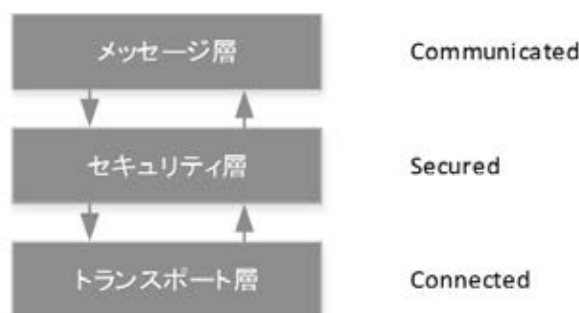 メッセージ層
Communicated
セキュリティ層
Secured
トランスポート層
Connected